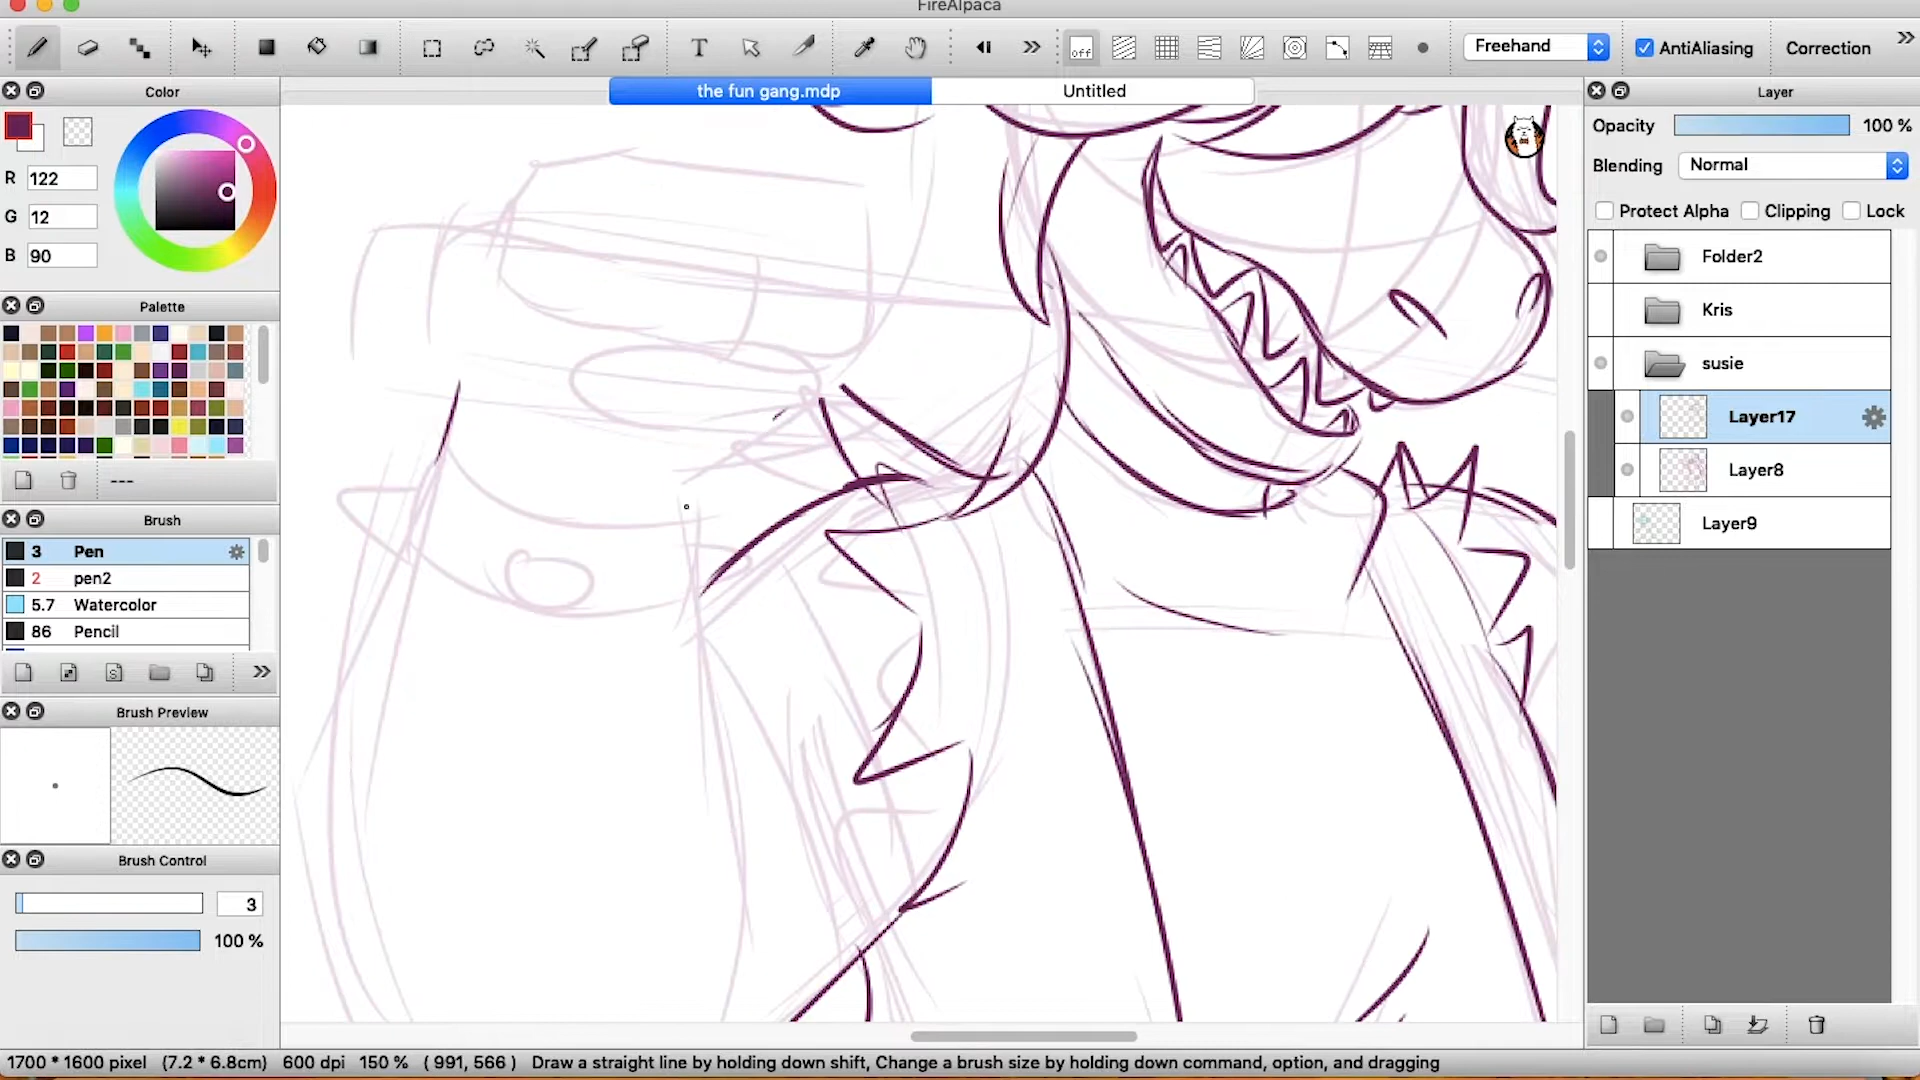 FireAlpaca
off
Freehand
AntiAliasing
Correction
Color
the fun gang.mdp
Untitled
Layer
R 122
G 12
B 90
Opacity 100 %
Blending Normal
Protect Alpha Clipping Lock
Palette
Folder2
Kris
susie
Layer17
Layer8
Layer9
---
Brush
3 Pen
2 pen2
5.7 Watercolor
86 Pencil
Brush Preview
Brush Control
3
100 %
1700 * 1600 pixel (7.2 * 6.8cm) 600 dpi 150 % ( 991, 566 ) Draw a straight line by holding down shift, Change a brush size by holding down command, option, and dragging